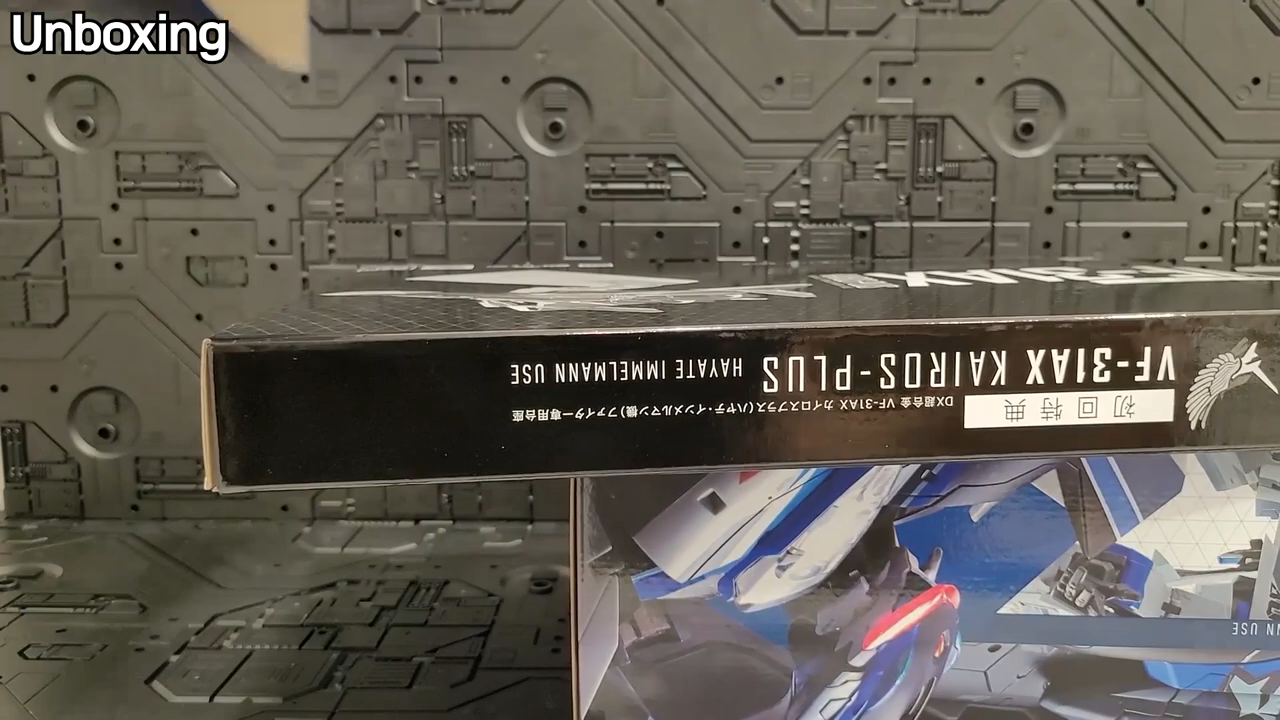 Unboxing
初回特典
DX超合金 VF-31AX カイロスプラス(ハヤテ・インメルマン機)ファイター専用台座
VF-31AX KAIROS-PLUS HAYATE IMMELMANN USE
NN USE